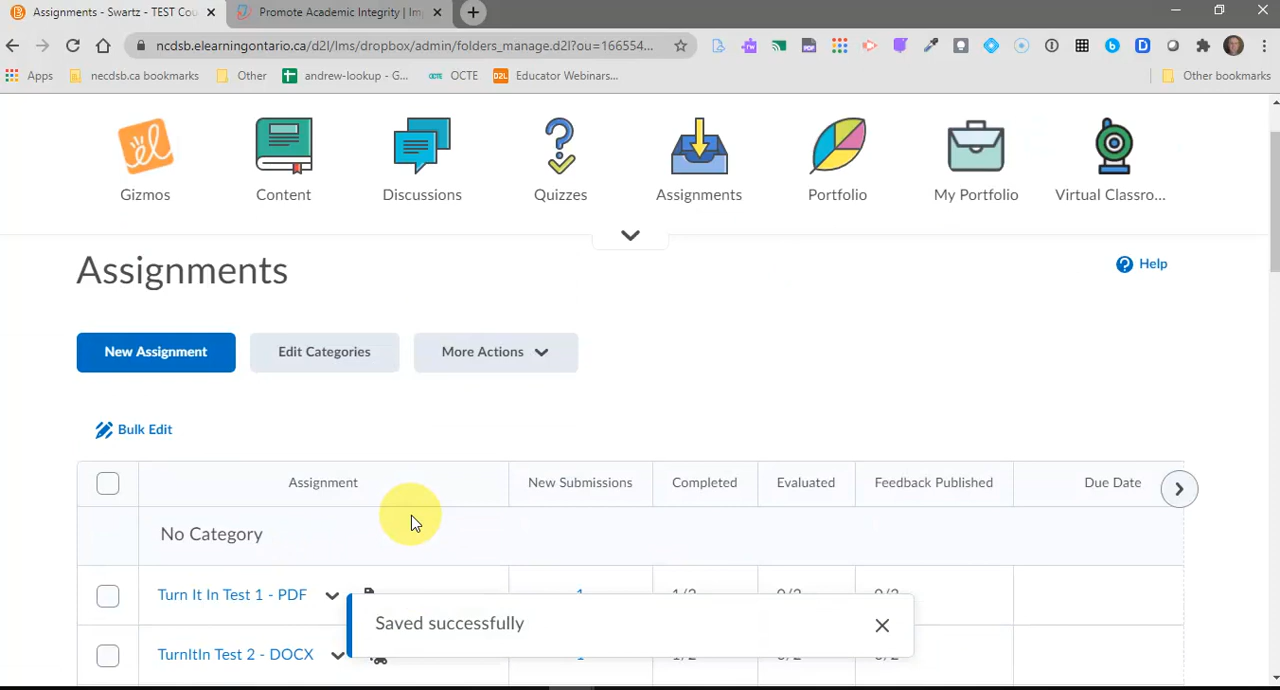 Assignments - Swartz - TEST Cou
Promote Academic Integrity | Im
ncdsb.elearningontario.ca/d2l/lms/dropbox/admin/folders_manage.d2l?ou=166554...
Apps
necdsb.ca bookmarks
Other
andrew-lookup - G...
OCTE
Educator Webinars...
Other bookmarks
Gizmos
Content
Discussions
Quizzes
Assignments
Portfolio
My Portfolio
Virtual Classro...
Assignments
Help
New Assignment
Edit Categories
More Actions
Bulk Edit
Assignment
New Submissions
Completed
Evaluated
Feedback Published
Due Date
No Category
Turn It In Test 1 - PDF
Saved successfully
TurnItIn Test 2 - DOCX